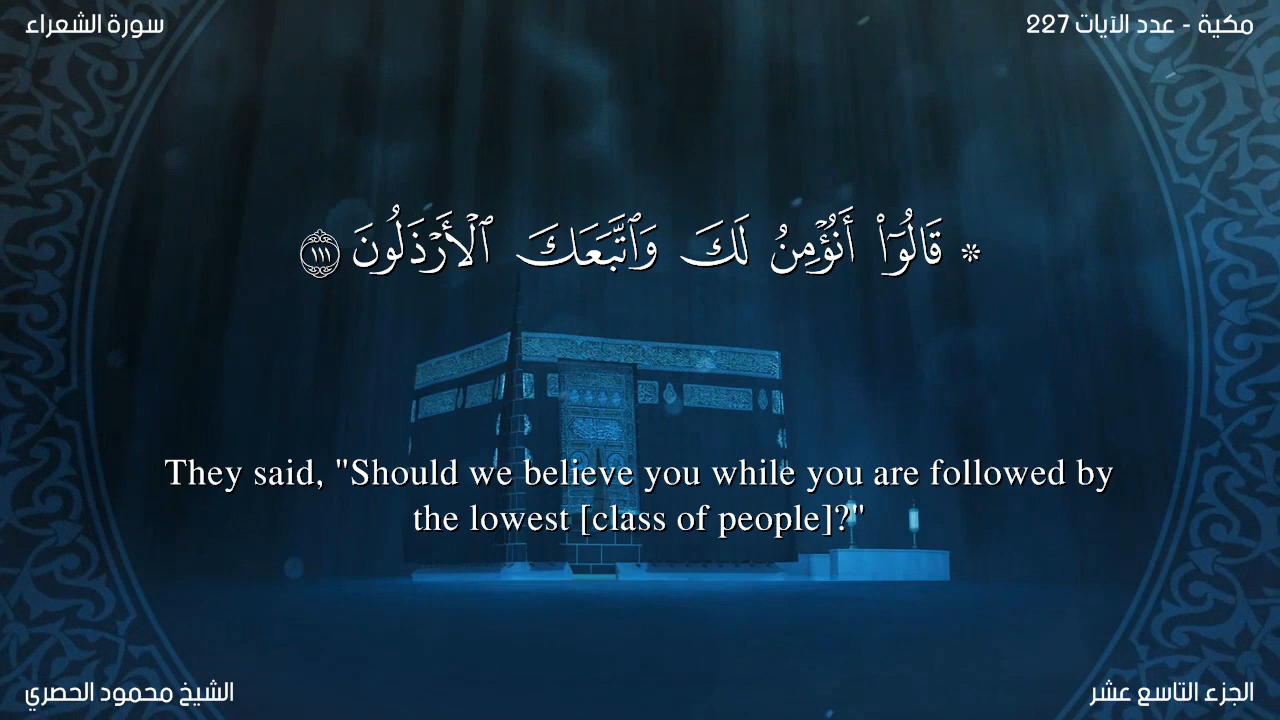 سورة الشعراء
مكية - عدد الآيات 227
۞ قَالُوٓا۟ أَنُؤْمِنُ لَكَ وَٱتَّبَعَكَ ٱلْأَرْذَلُونَ ١١١
They said, "Should we believe you while you are followed by
the lowest [class of people]?"
الشيخ محمود الحصري
الجزء التاسع عشر